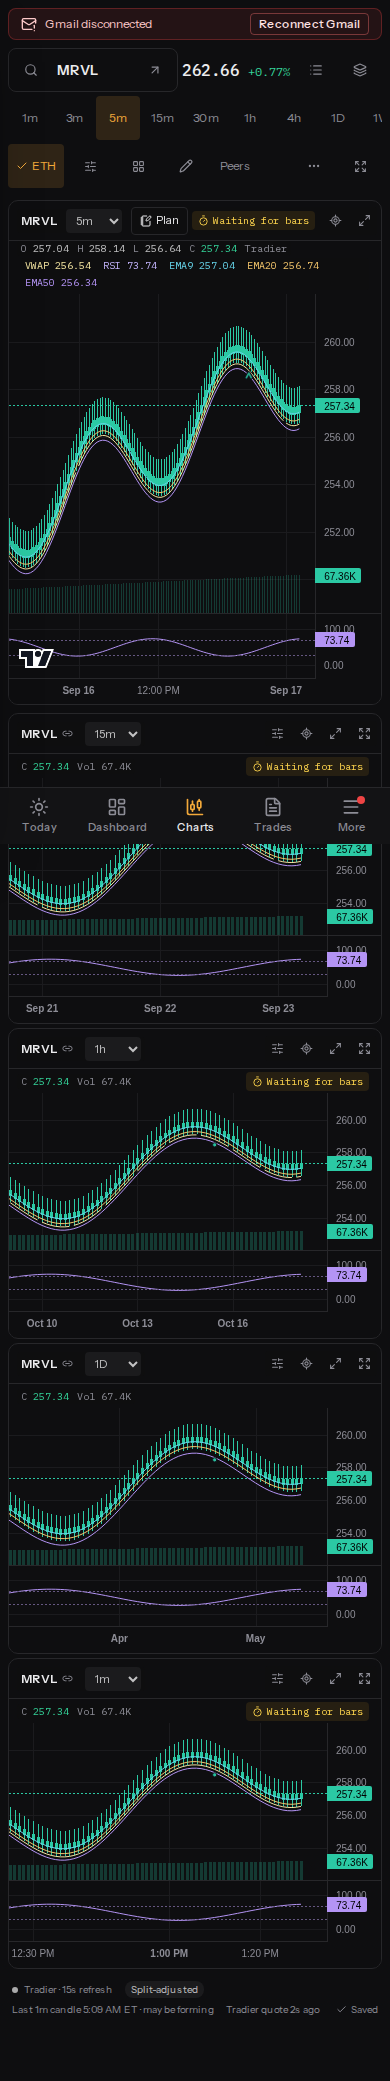 Gmail disconnected Reconnect Gmail
MRVL 262.66 +0.77%
1m 3m 5m 15m 30m 1h 4h 1D
ETH Peers ...
MRVL 5m Plan Waiting for bars
O 257.04 H 258.14 L 256.64 C 257.34 Tradier
VWAP 256.54 RSI 73.74 EMA9 257.04 EMA20 256.74
EMA50 256.34
260.00
258.00
257.34
256.00
254.00
252.00
67.36K
100.00
73.74
0.00
Sep 16 12:00 PM Sep 17
MRVL 15m
C 257.34 Vol 67.4K Waiting for bars
Today Dashboard Charts Trades More
257.34
256.00
254.00
67.36K
100.00
73.74
0.00
Sep 21 Sep 22 Sep 23
MRVL 1h
C 257.34 Vol 67.4K Waiting for bars
260.00
258.00
257.34
256.00
254.00
67.36K
100.00
73.74
0.00
Oct 10 Oct 13 Oct 16
MRVL 1D
C 257.34 Vol 67.4K
260.00
258.00
257.34
256.00
254.00
67.36K
100.00
73.74
0.00
Apr May
MRVL 1m
C 257.34 Vol 67.4K Waiting for bars
260.00
258.00
257.34
256.00
254.00
67.36K
100.00
73.74
0.00
12:30 PM 1:00 PM 1:20 PM
Tradier · 15s refresh Split-adjusted
Last 1m candle 5:09 AM ET · may be forming Tradier quote 2s ago Saved